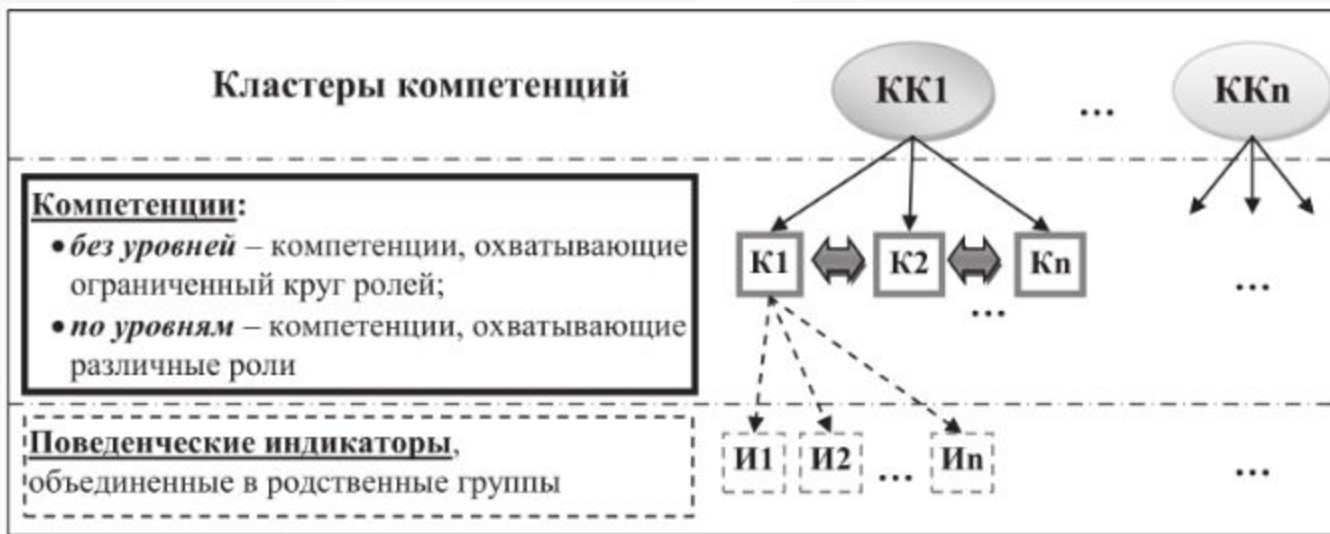 Кластеры компетенций
КК1
...
ККn
Компетенции:
• без уровней – компетенции, охватывающие
ограниченный круг ролей;
• по уровням – компетенции, охватывающие
различные роли
К1
К2
Кn
...
...
Поведенческие индикаторы,
объединенные в родственные группы
И1
И2
...
Иn
...